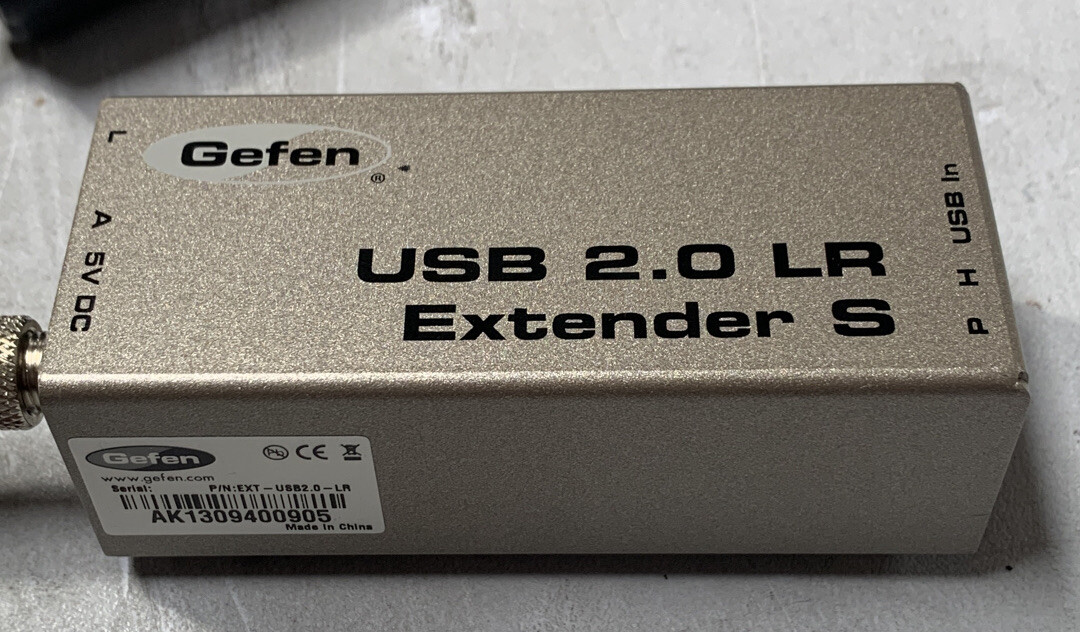 Gefen
®
USB 2.0 LR
Extender S
L
A
5V DC
USB In
H
P
Gefen
CE
www.gefen.com
Serial: P/N:EXT-USB2.0-LR
AK1309400905
Made in China